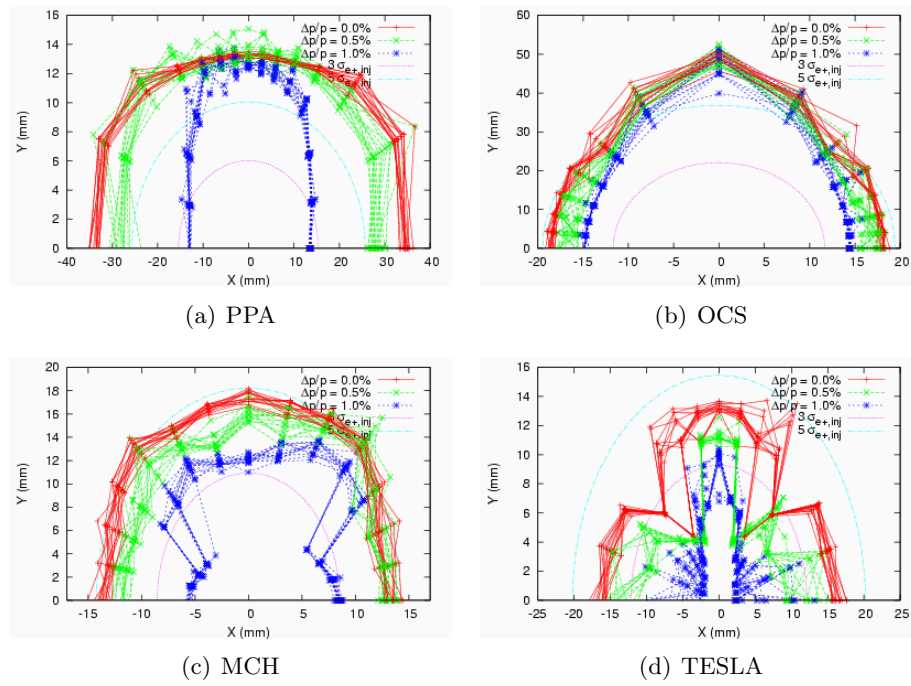 Δp/p = 0.0%
Δp/p = 0.5%
Δp/p = 1.0%
3 σe+,inj
5 σe+,inj
Y (mm)
16
14
12
10
8
6
4
2
0
-40 -30 -20 -10 0 10 20 30 40
X (mm)
(a) PPA
Δp/p = 0.0%
Δp/p = 0.5%
Δp/p = 1.0%
3 σe+,inj
5 σe+,inj
Y (mm)
60
50
40
30
20
10
0
-20 -15 -10 -5 0 5 10 15 20
X (mm)
(b) OCS
Δp/p = 0.0%
Δp/p = 0.5%
Δp/p = 1.0%
3 σe+,inj
5 σe+,inj
Y (mm)
20
18
16
14
12
10
8
6
4
2
0
-15 -10 -5 0 5 10 15
X (mm)
(c) MCH
Δp/p = 0.0%
Δp/p = 0.5%
Δp/p = 1.0%
3 σe+,inj
5 σe+,inj
Y (mm)
16
14
12
10
8
6
4
2
0
-25 -20 -15 -10 -5 0 5 10 15 20 25
X (mm)
(d) TESLA